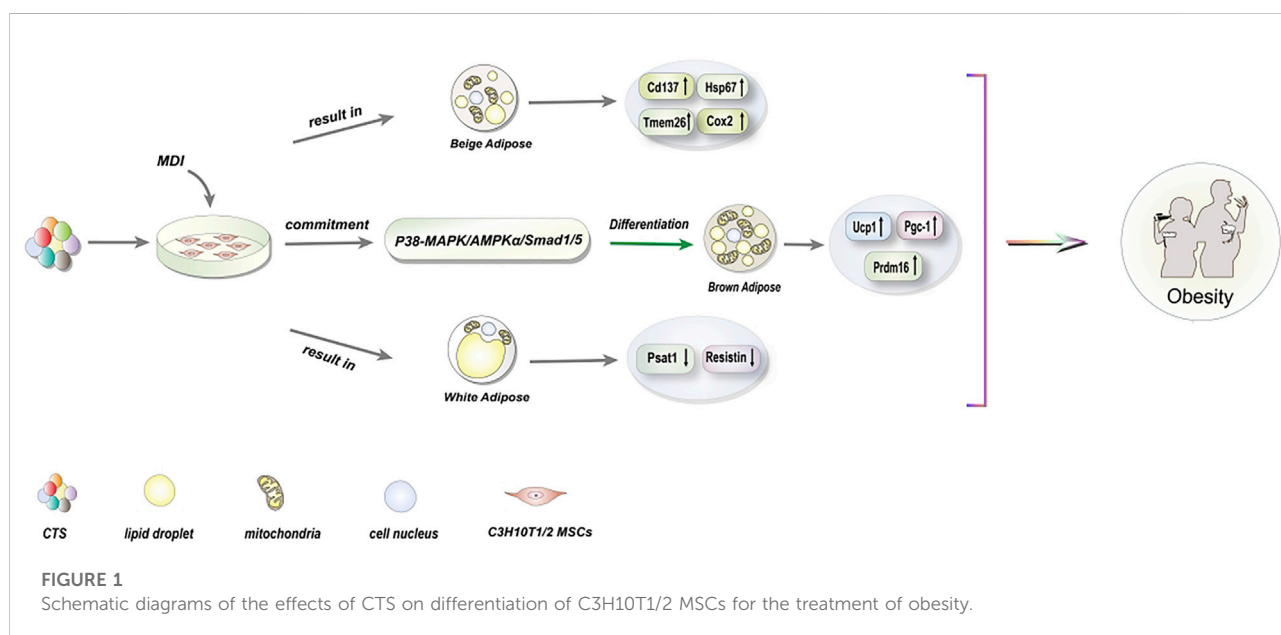 Cd137
Hsp67
Tmem26
Cox2
result in
Beige Adipose
MDI
commitment
P38-MAPK/AMPKα/Smad1/5
Differentiation
Brown Adipose
Ucp1
Pgc-1
Prdm16
Obesity
result in
White Adipose
Psat1
Resistin
CTS
lipid droplet
mitochondria
cell nucleus
C3H10T1/2 MSCs
FIGURE 1
Schematic diagrams of the effects of CTS on differentiation of C3H10T1/2 MSCs for the treatment of obesity.